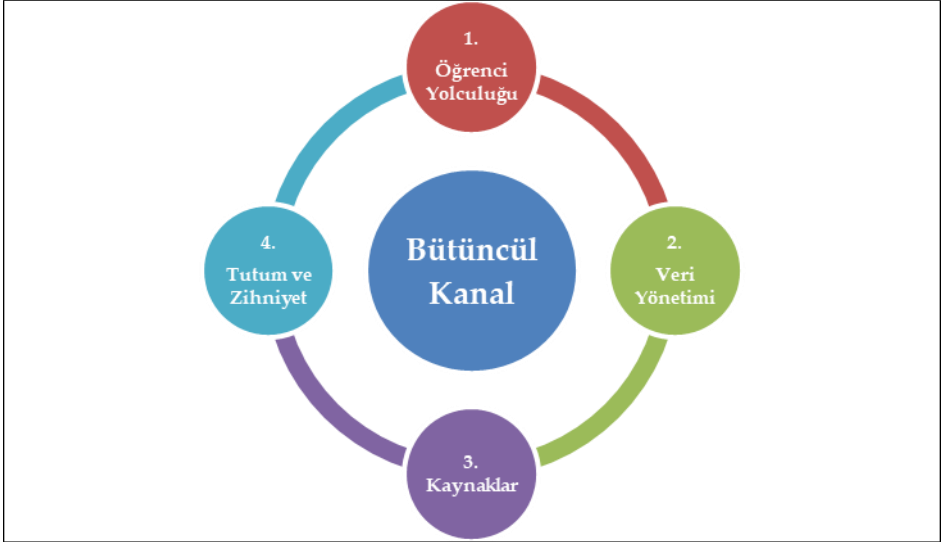 1.
Öğrenci
Yolculuğu
4.
Tutum ve
Zihniyet
Bütüncül
Kanal
2.
Veri
Yönetimi
3.
Kaynaklar